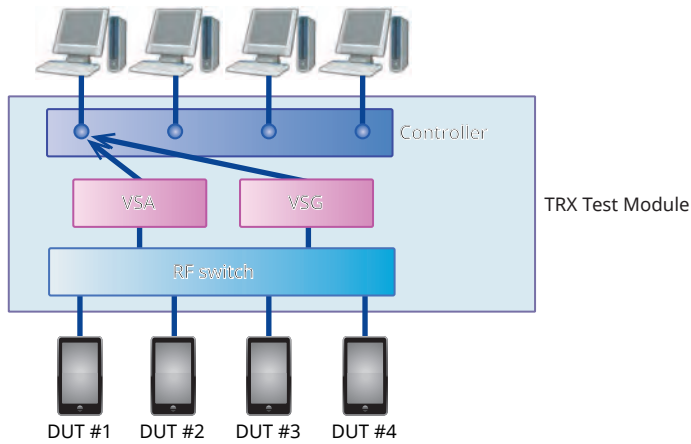 Controller
VSA VSG
TRX Test Module
RF switch
DUT #1 DUT #2 DUT #3 DUT #4